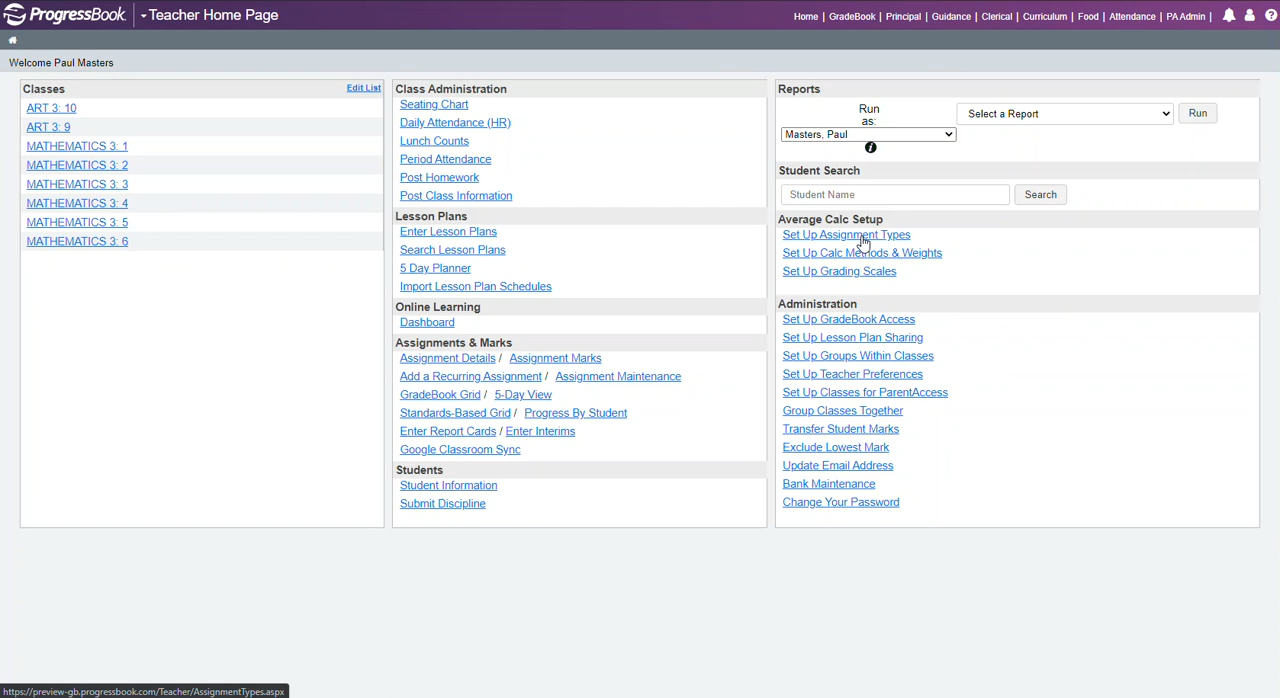 ProgressBook
Teacher Home Page
Home | GradeBook | Principal | Guidance | Clerical | Curriculum | Food | Attendance | PA Admin |
Welcome Paul Masters
Classes
Edit List
ART 3: 10
ART 3: 9
MATHEMATICS 3: 1
MATHEMATICS 3: 2
MATHEMATICS 3: 3
MATHEMATICS 3: 4
MATHEMATICS 3: 5
MATHEMATICS 3: 6
Class Administration
Seating Chart
Daily Attendance (HR)
Lunch Counts
Period Attendance
Post Homework
Post Class Information
Lesson Plans
Enter Lesson Plans
Search Lesson Plans
5 Day Planner
Import Lesson Plan Schedules
Online Learning
Dashboard
Assignments & Marks
Assignment Details / Assignment Marks
Add a Recurring Assignment / Assignment Maintenance
GradeBook Grid / 5-Day View
Standards-Based Grid / Progress By Student
Enter Report Cards / Enter Interims
Google Classroom Sync
Students
Student Information
Submit Discipline
Reports
Run
as:
Masters, Paul
Select a Report
Run
Student Search
Student Name
Search
Average Calc Setup
Set Up Assignment Types
Set Up Calc Methods & Weights
Set Up Grading Scales
Administration
Set Up GradeBook Access
Set Up Lesson Plan Sharing
Set Up Groups Within Classes
Set Up Teacher Preferences
Set Up Classes for ParentAccess
Group Classes Together
Transfer Student Marks
Exclude Lowest Mark
Update Email Address
Bank Maintenance
Change Your Password
https://preview-gb.progressbook.com/Teacher/AssignmentTypes.aspx